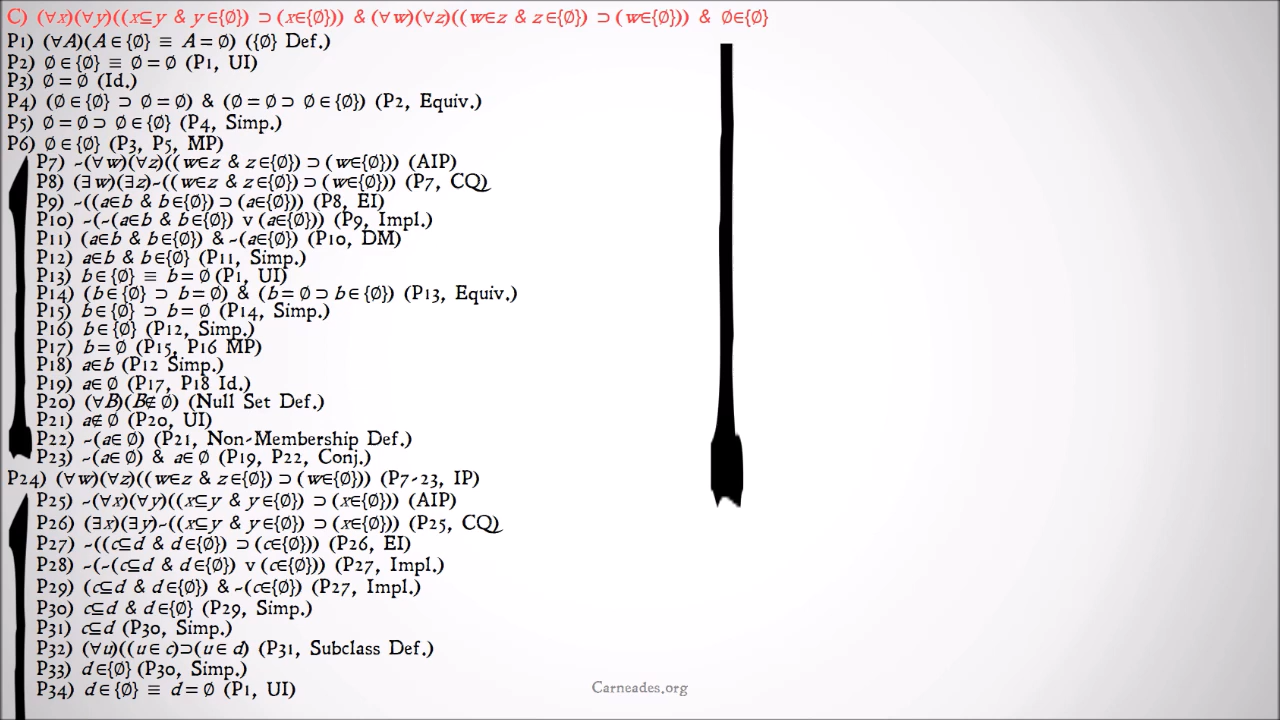 C) (∀x)(∀y)((x⊆y & y∈{∅}) ⊃ (x∈{∅})) & (∀w)(∀z)((w∈z & z∈{∅}) ⊃ (w∈{∅})) & ∅∈{∅}
P1) (∀A)(A∈{∅} ≡ A=∅) ({∅} Def.)
P2) ∅∈{∅} ≡ ∅=∅ (P1, UI)
P3) ∅=∅ (Id.)
P4) (∅∈{∅} ⊃ ∅=∅) & (∅=∅⊃ ∅∈{∅}) (P2, Equiv.)
P5) ∅=∅⊃ ∅∈{∅} (P4, Simp.)
P6) ∅∈{∅} (P3, P5, MP)
P7) ~(∀w)(∀z)((w∈z & z∈{∅}) ⊃ (w∈{∅})) (AIP)
P8) (∃w)(∃z)~((w∈z & z∈{∅}) ⊃ (w∈{∅})) (P7, CQ)
P9) ~((a∈b & b∈{∅}) ⊃ (a∈{∅})) (P8, EI)
P10) ~(~(a∈b & b∈{∅}) v (a∈{∅})) (P9, Impl.)
P11) (a∈b & b∈{∅}) & ~(a∈{∅}) (P10, DM)
P12) a∈b & b∈{∅} (P11, Simp.)
P13) b∈{∅} ≡ b=∅ (P1, UI)
P14) (b∈{∅} ⊃ b=∅) & (b=∅⊃ b∈{∅}) (P13, Equiv.)
P15) b∈{∅} ⊃ b=∅ (P14, Simp.)
P16) b∈{∅} (P12, Simp.)
P17) b=∅ (P15, P16 MP)
P18) a∈b (P12 Simp.)
P19) a∈∅ (P17, P18 Id.)
P20) (∀B)(B∉∅) (Null Set Def.)
P21) a∉∅ (P20, UI)
P22) ~(a∈∅) (P21, Non-Membership Def.)
P23) ~(a∈∅) & a∈∅ (P19, P22, Conj.)
P24) (∀w)(∀z)((w∈z & z∈{∅}) ⊃ (w∈{∅})) (P7-23, IP)
P25) ~(∀x)(∀y)((x⊆y & y∈{∅}) ⊃ (x∈{∅})) (AIP)
P26) (∃x)(∃y)~((x⊆y & y∈{∅}) ⊃ (x∈{∅})) (P25, CQ)
P27) ~((c⊆d & d∈{∅}) ⊃ (c∈{∅})) (P26, EI)
P28) ~(~(c⊆d & d∈{∅}) v (c∈{∅})) (P27, Impl.)
P29) (c⊆d & d∈{∅}) & ~(c∈{∅}) (P27, Impl.)
P30) c⊆d & d∈{∅} (P29, Simp.)
P31) c⊆d (P30, Simp.)
P32) (∀u)((u∈c)⊃(u∈d) (P31, Subclass Def.)
P33) d∈{∅} (P30, Simp.)
P34) d∈{∅} ≡ d=∅ (P1, UI)
Carneades.org